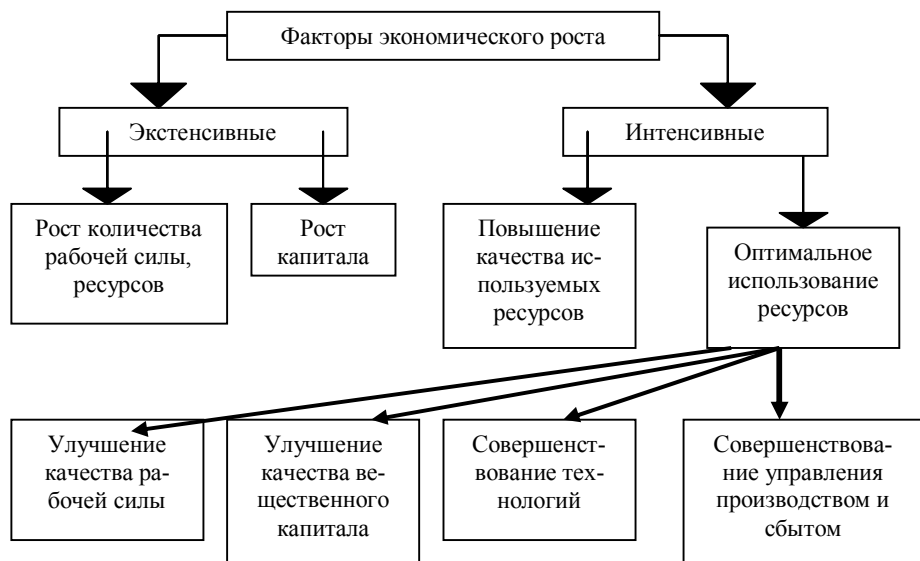 Факторы экономического роста
Экстенсивные
Интенсивные
Рост количества
рабочей силы,
ресурсов
Рост
капитала
Повышение
качества ис-
пользуемых
ресурсов
Оптимальное
использование
ресурсов
Улучшение
качества ра-
бочей силы
Улучшение
качества ве-
щественного
капитала
Совершенст-
вование тех-
нологий
Совершенствова-
ние управления
производством и
сбытом